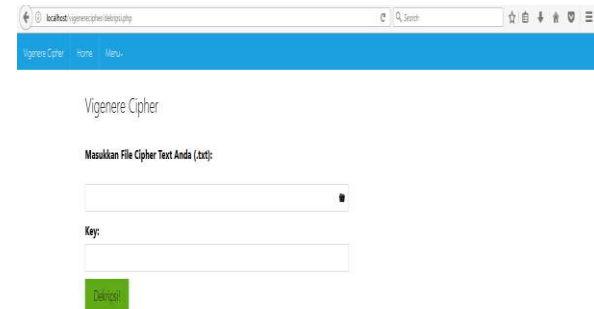 localhost/vigenerecipher/dekripsi.php
Search
Vigenere Cipher Home Menu
Vigenere Cipher
Masukkan File Cipher Text Anda (.txt):
Key:
Dekripsi!